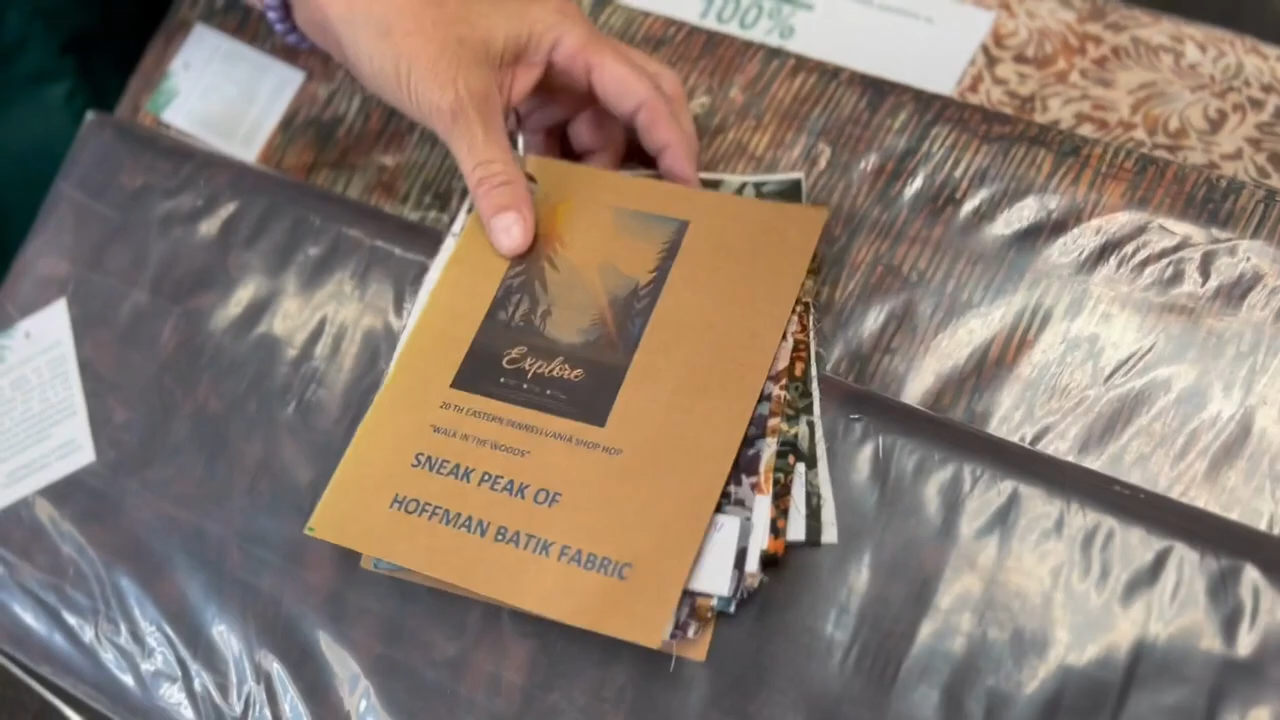 100%
Explore
20 TH EASTERN PENNSYLVANIA SHOP HOP
"WALK IN THE WOODS"
SNEAK PEAK OF
HOFFMAN BATIK FABRIC